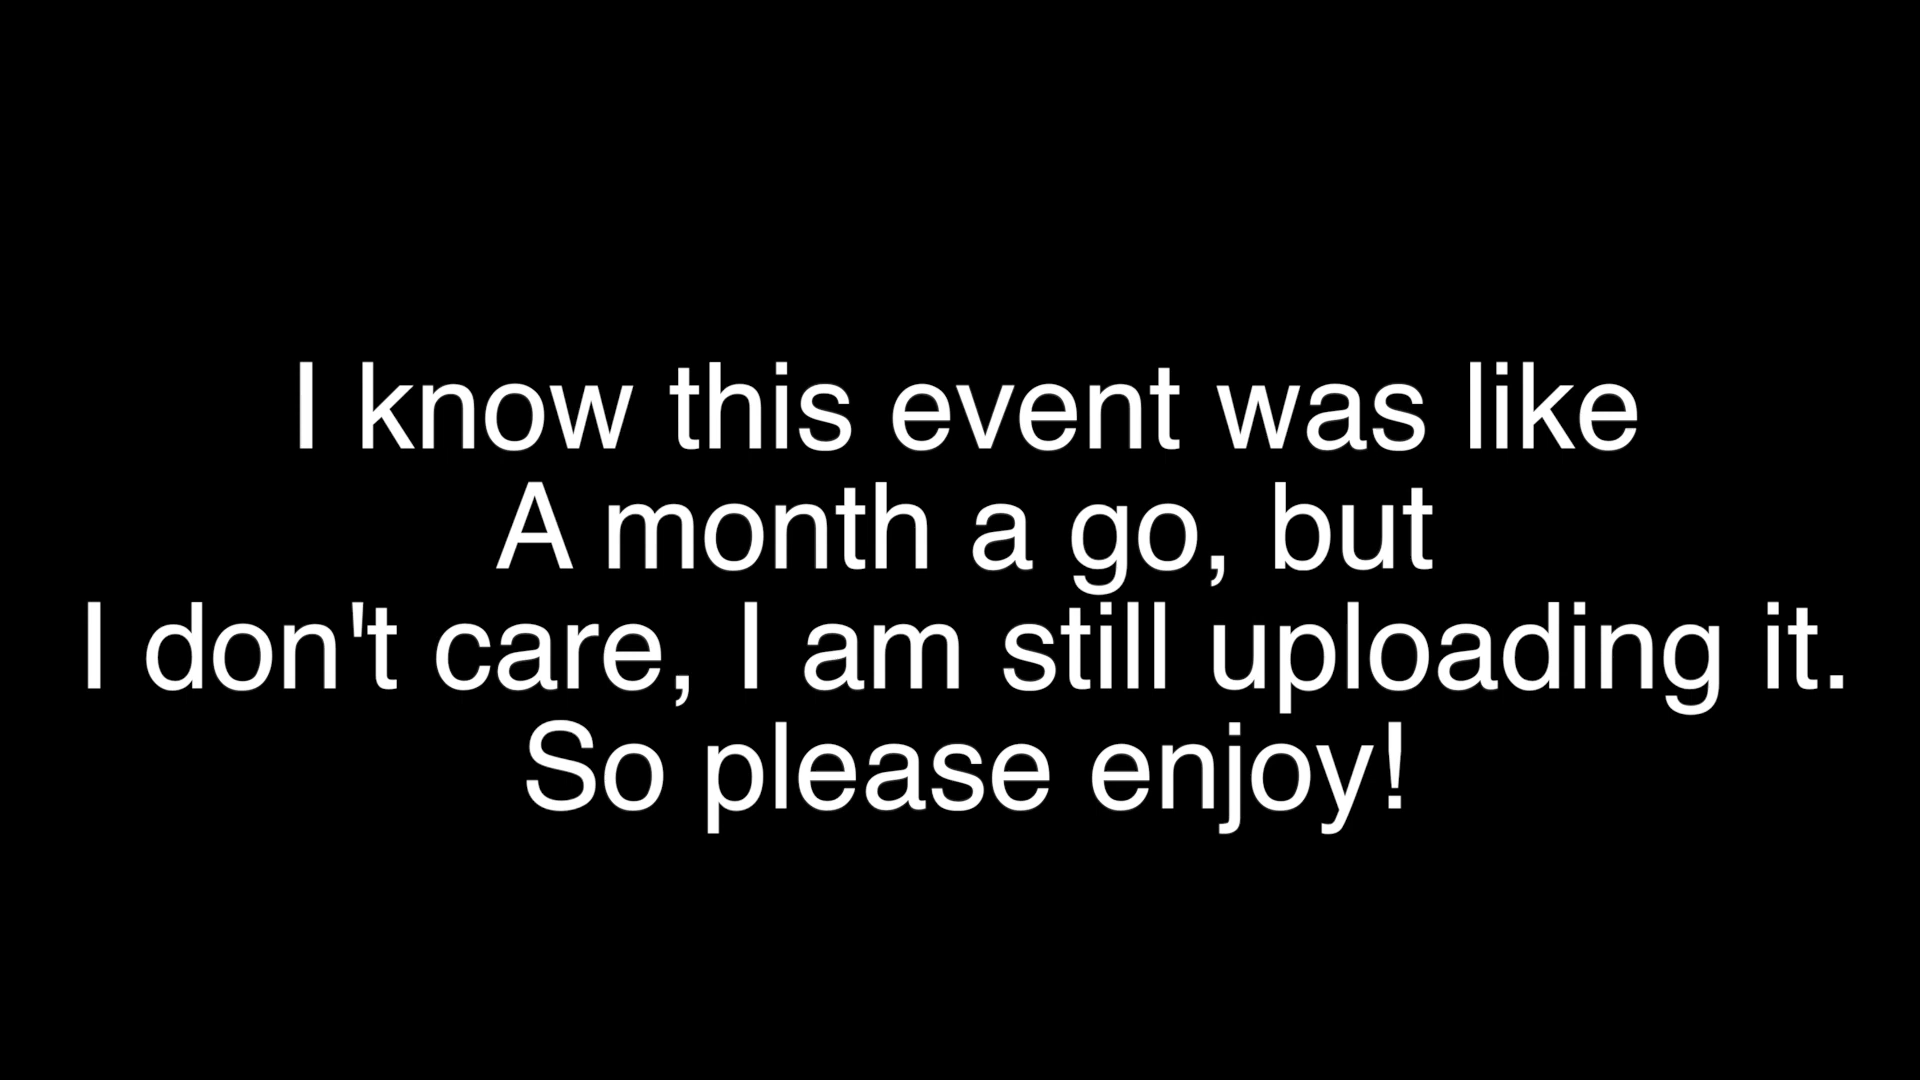 I know this event was like
A month a go, but
I don't care, I am still uploading it.
So please enjoy!